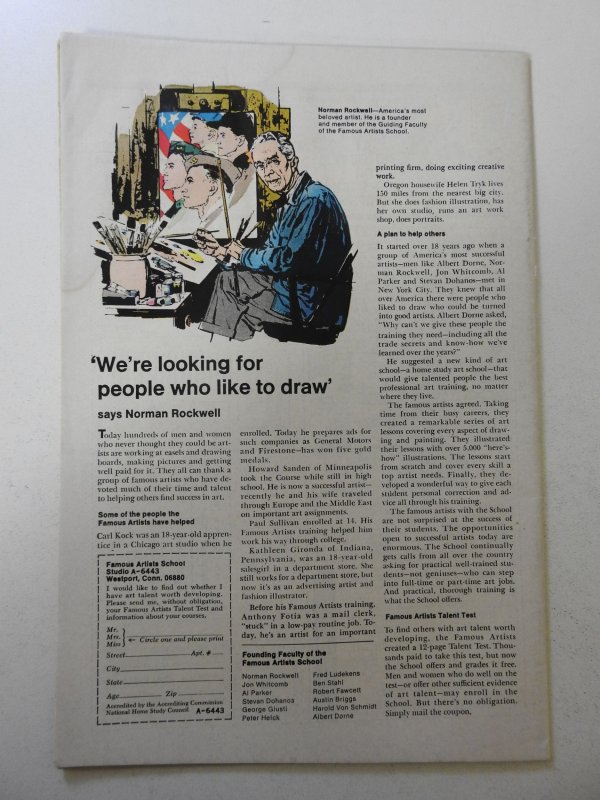 Norman Rockwell—America's most
beloved artist. He is a founder
and member of the Guiding Faculty
of the Famous Artists School.
'We're looking for
people who like to draw'
says Norman Rockwell
Today hundreds of men and women
who never thought they could be art-
ists are working at easels and drawing
boards, making pictures and getting
well paid for it. They all can thank a
group of famous artists who have de-
voted much of their time and talent
to helping others find success in art.
Some of the people the
Famous Artists have helped
Carl Kock was an 18-year-old appren-
tice in a Chicago art studio when he
enrolled. Today he prepares ads for
such companies as General Motors
and Firestone—has won five gold
medals.
Howard Sanden of Minneapolis
took the Course while still in high
school. He is now a successful artist—
recently he and his wife traveled
through Europe and the Middle East
on important art assignments.
Paul Sullivan enrolled at 14. His
Famous Artists training helped him
work his way through college.
Kathleen Gironda of Indiana,
Pennsylvania, was an 18-year-old
salesgirl in a department store. She
still works for a department store, but
now it's as an advertising artist and
fashion illustrator.
Before his Famous Artists training,
Anthony Fotia was a mail clerk,
"stuck" in a low-pay routine job. To-
day, he's an artist for an important
printing firm, doing exciting creative
work.
Oregon housewife Helen Tryk lives
150 miles from the nearest big city.
But she does fashion illustration, has
her own studio, runs an art work
shop, does portraits.
A plan to help others
It started over 18 years ago when a
group of America's most successful
artists—men like Albert Dorne, Nor-
man Rockwell, Jon Whitcomb, Al
Parker and Stevan Dohanos—met in
New York City. They knew that all
over America there were people who
liked to draw who could be turned
into good artists. Albert Dorne asked,
"Why can't we give these people the
training they need—including all the
trade secrets and know-how we've
learned over the years?"
He suggested a new kind of art
school—a home study art school—that
would give talented people the best
professional art training, no matter
where they live.
The famous artists agreed. Taking
time from their busy careers, they
created a remarkable series of art
lessons covering every aspect of draw-
ing and painting. They illustrated
their lessons with over 5,000 "here's-
how" illustrations. The lessons start
from scratch and cover every skill a
top artist needs. Finally, they de-
veloped a wonderful way to give each
student personal correction and ad-
vice all through his training.
The famous artists with the School
are not surprised at the success of
their students. The opportunities
open to successful artists today are
enormous. The School continually
gets calls from all over the country
asking for practical well-trained stu-
dents—not geniuses—who can step
into full-time or part-time art jobs.
And practical, thorough training is
what the School offers.
Famous Artists Talent Test
To find others with art talent worth
developing, the Famous Artists
created a 12-page Talent Test. Thou-
sands paid to take this test, but now
the School offers and grades it free.
Men and women who do well on the
test—or offer other sufficient evidence
of art talent—may enroll in the
School. But there's no obligation.
Simply mail the coupon.
Famous Artists School
Studio A-6443
Westport, Conn. 06880
I would like to find out whether I
have art talent worth developing.
Please send me, without obligation,
your Famous Artists Talent Test and
information about your courses.
Mr.
Mrs. ← Circle one and please print
Miss
Street Apt. #
City
State
Age Zip
Accredited by the Accrediting Commission
National Home Study Council A-6443
Founding Faculty of the
Famous Artists School
Norman Rockwell
Jon Whitcomb
Al Parker
Stevan Dohanos
George Giusti
Peter Helck
Fred Ludekens
Ben Stahl
Robert Fawcett
Austin Briggs
Harold Von Schmidt
Albert Dorne